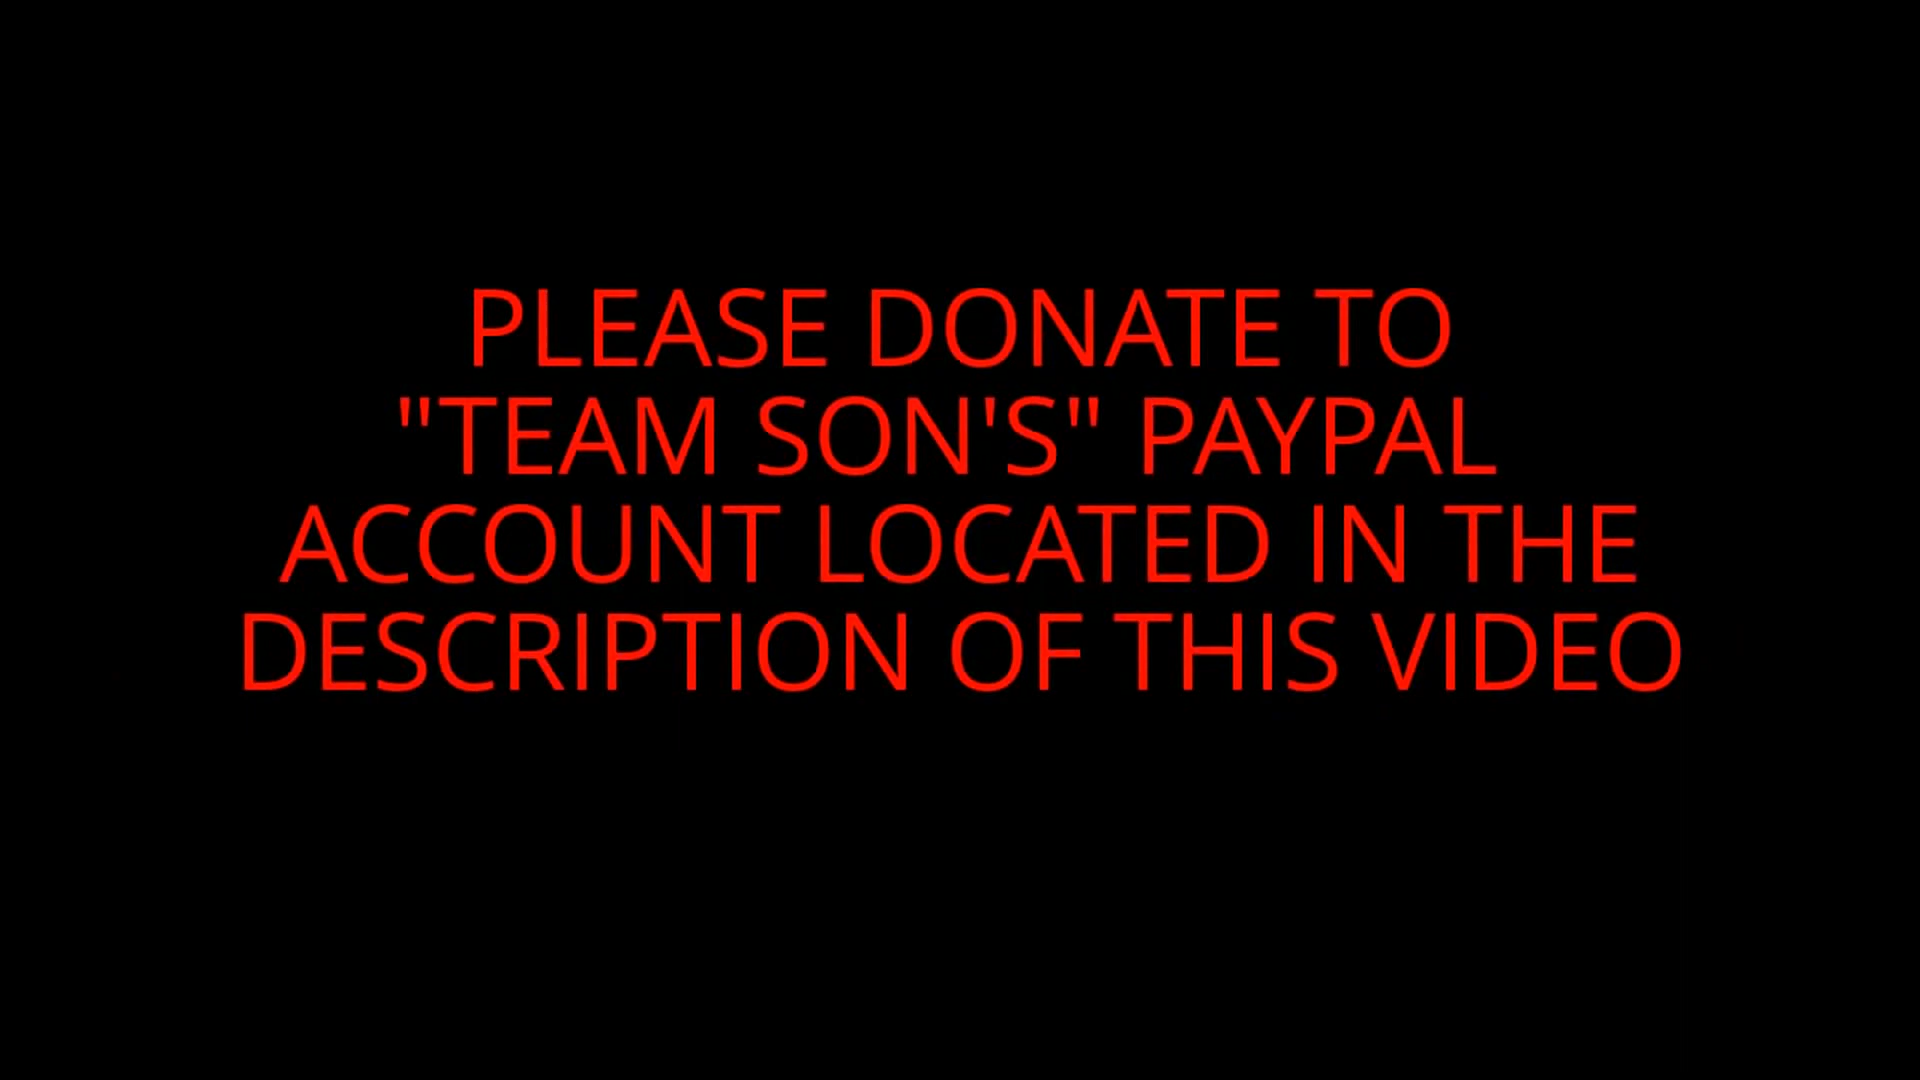 PLEASE DONATE TO
"TEAM SON'S" PAYPAL
ACCOUNT LOCATED IN THE
DESCRIPTION OF THIS VIDEO